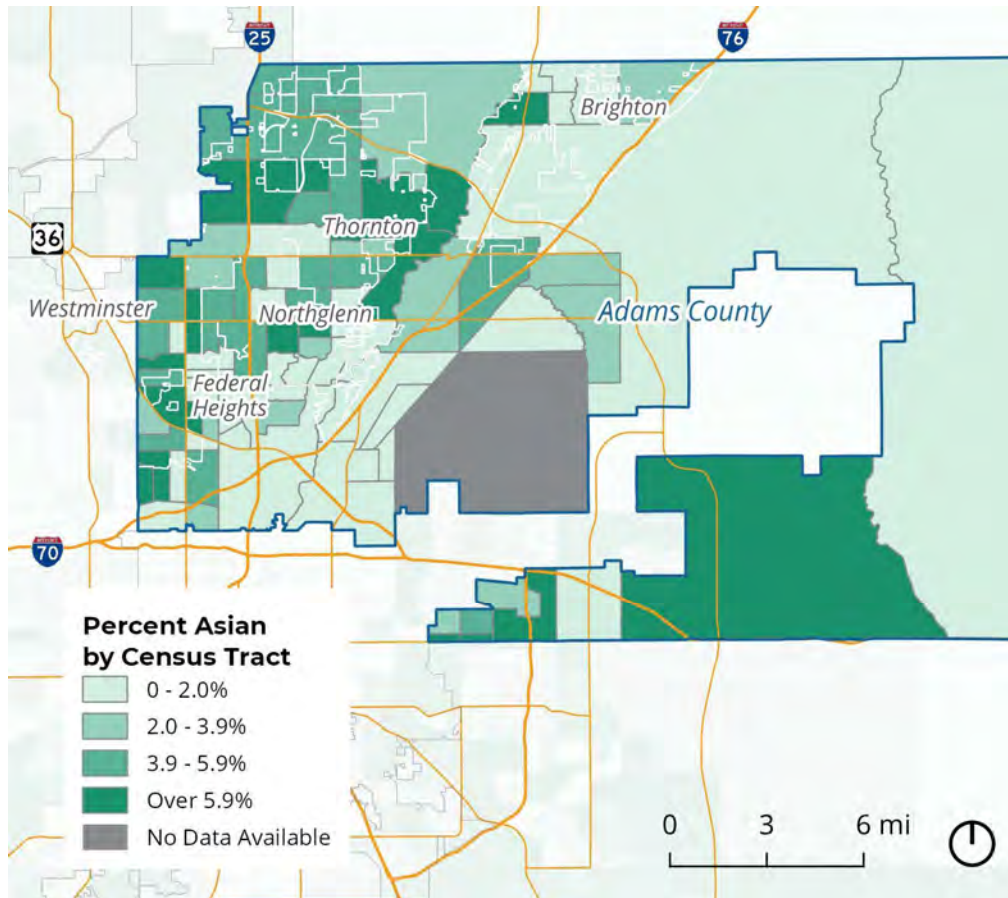 25
76
Brighton
Thornton
36
Westminster
Northglenn
Adams County
Federal
Heights
70
Percent Asian
by Census Tract
0 - 2.0%
2.0 - 3.9%
3.9 - 5.9%
Over 5.9%
No Data Available
0 3 6 mi